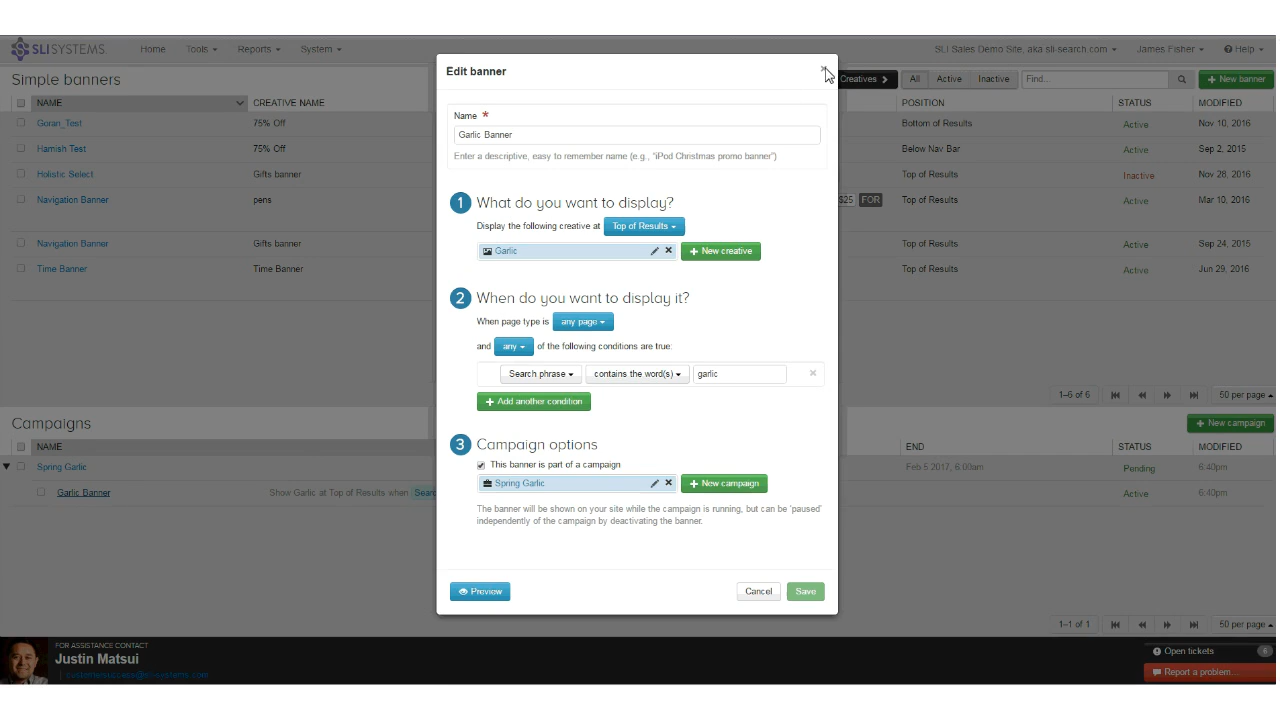 SLI SYSTEMS Home Tools Reports System SLI Sales Demo Site, aka sli-search.com James Fisher Help
Simple banners Creatives All Active Inactive Find... New banner
NAME CREATIVE NAME POSITION STATUS MODIFIED
Goran_Test 75% Off Bottom of Results Active Nov 10, 2016
Hamish Test 75% Off Below Nav Bar Active Sep 2, 2015
Holistic Select Gifts banner Top of Results Inactive Nov 28, 2016
Navigation Banner pens $25 FOR Top of Results Active Mar 10, 2016
Navigation Banner Gifts banner Top of Results Active Sep 24, 2015
Time Banner Time Banner Top of Results Active Jun 29, 2016
1–6 of 6 50 per page
Edit banner
Name *
Garlic Banner
Enter a descriptive, easy to remember name (e.g., "iPod Christmas promo banner")
1 What do you want to display?
Display the following creative at Top of Results
Garlic New creative
2 When do you want to display it?
When page type is any page
and any of the following conditions are true:
Search phrase contains the word(s) garlic
Add another condition
3 Campaign options
This banner is part of a campaign
Spring Garlic New campaign
The banner will be shown on your site while the campaign is running, but can be 'paused'
independently of the campaign by deactivating the banner.
Preview Cancel Save
Campaigns New campaign
NAME END STATUS MODIFIED
Spring Garlic Feb 5 2017, 6:00am Pending 6:40pm
Garlic Banner Show Garlic at Top of Results when Active 6:40pm
1–1 of 1 50 per page
FOR ASSISTANCE CONTACT
Justin Matsui
Open tickets 6
Report a problem...